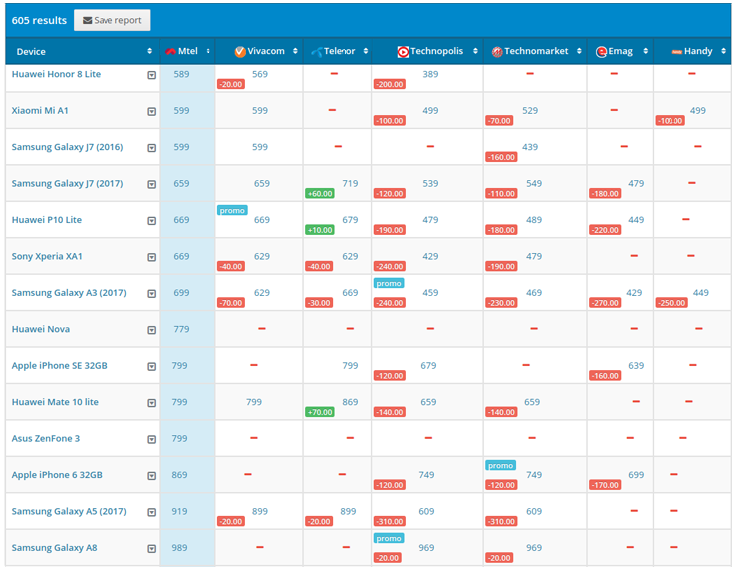 605 results Save report
Device Mtel Vivacom Telenor Technopolis Technomarket Emag Handy
Huawei Honor 8 Lite 589 -20.00 569 – -200.00 389 – – –
Xiaomi Mi A1 599 599 – -100.00 499 -70.00 529 – -100.00 499
Samsung Galaxy J7 (2016) 599 599 – – -160.00 439 – –
Samsung Galaxy J7 (2017) 659 659 +60.00 719 -120.00 539 -110.00 549 -180.00 479 –
Huawei P10 Lite 669 promo 669 +10.00 679 -190.00 479 -180.00 489 -220.00 449 –
Sony Xperia XA1 669 -40.00 629 -40.00 629 -240.00 429 -190.00 479 – –
Samsung Galaxy A3 (2017) 699 -70.00 629 -30.00 669 promo -240.00 459 -230.00 469 -270.00 429 -250.00 449
Huawei Nova 779 – – – – – –
Apple iPhone SE 32GB 799 – 799 -120.00 679 – -160.00 639 –
Huawei Mate 10 lite 799 799 +70.00 869 -140.00 659 -140.00 659 – –
Asus ZenFone 3 799 – – – – – –
Apple iPhone 6 32GB 869 – – -120.00 749 promo -120.00 749 -170.00 699 –
Samsung Galaxy A5 (2017) 919 -20.00 899 -20.00 899 -310.00 609 -310.00 609 – –
Samsung Galaxy A8 989 – – promo -20.00 969 -20.00 969 – –